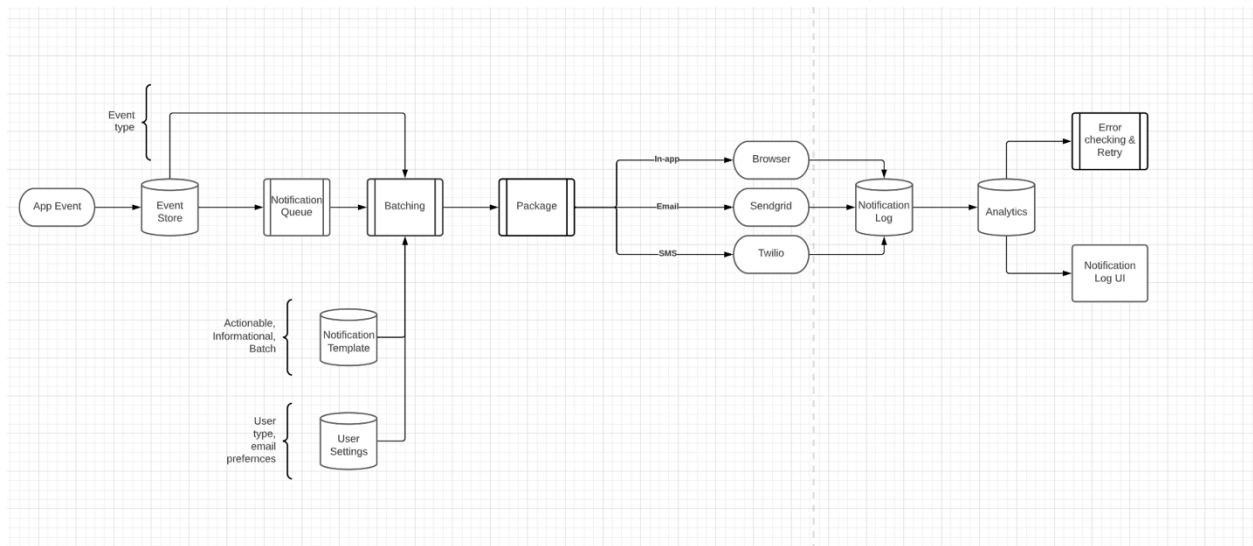 Event
type
App Event
Event
Store
Notification
Queue
Batching
Package
In-app
Email
SMS
Browser
Sendgrid
Twilio
Notification
Log
Analytics
Error
checking &
Retry
Notification
Log UI
Actionable,
Informational,
Batch
Notification
Template
User
type,
email
prefernces
User
Settings